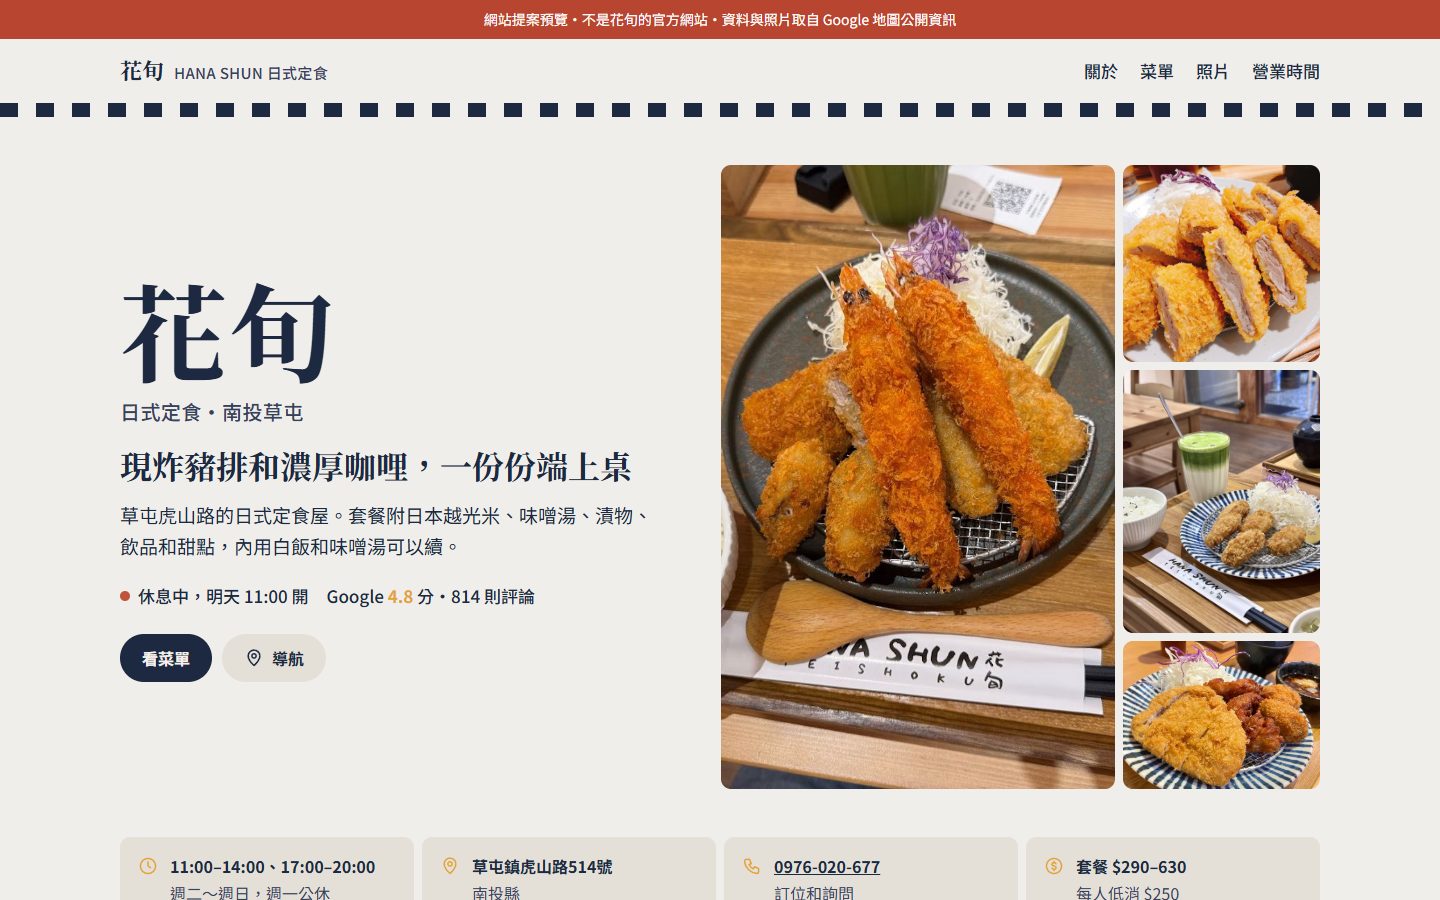 網站提案預覽・不是花旬的官方網站・資料與照片取自 Google 地圖公開資訊
花旬 HANA SHUN 日式定食
關於 菜單 照片 營業時間
花旬
日式定食・南投草屯
現炸豬排和濃厚咖哩，一份份端上桌
草屯虎山路的日式定食屋。套餐附日本越光米、味噌湯、漬物、
飲品和甜點，內用白飯和味噌湯可以續。
休息中，明天 11:00 開 Google 4.8 分・814 則評論
看菜單 導航
HANA SHUN 花旬
TEISHOKU
HANA SHUN
11:00–14:00、17:00–20:00
週二～週日，週一公休
草屯鎮虎山路514號
南投縣
0976-020-677
訂位和詢問
套餐 $290–630
每人低消 $250